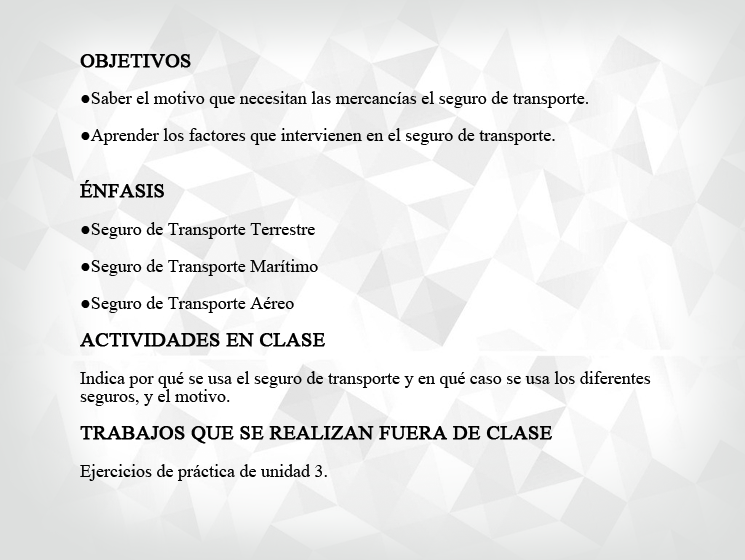 OBJETIVOS
●Saber el motivo que necesitan las mercancías el seguro de transporte.
●Aprender los factores que intervienen en el seguro de transporte.
ÉNFASIS
●Seguro de Transporte Terrestre
●Seguro de Transporte Marítimo
●Seguro de Transporte Aéreo
ACTIVIDADES EN CLASE
Indica por qué se usa el seguro de transporte y en qué caso se usa los diferentes
seguros, y el motivo.
TRABAJOS QUE SE REALIZAN FUERA DE CLASE
Ejercicios de práctica de unidad 3.